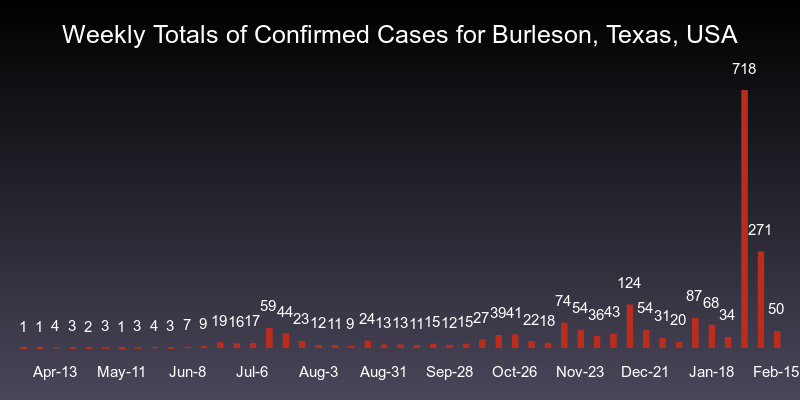 Weekly Totals of Confirmed Cases for Burleson, Texas, USA
718
271
124
87 68 34 50
74 54 36 43 54 31 20
59 44 23 12 11 9 24 13 13 11 15 12 15 27 39 41 22 18
1 1 4 3 2 3 1 3 4 3 7 9 19 16 17
Apr-13 May-11 Jun-8 Jul-6 Aug-3 Aug-31 Sep-28 Oct-26 Nov-23 Dec-21 Jan-18 Feb-15